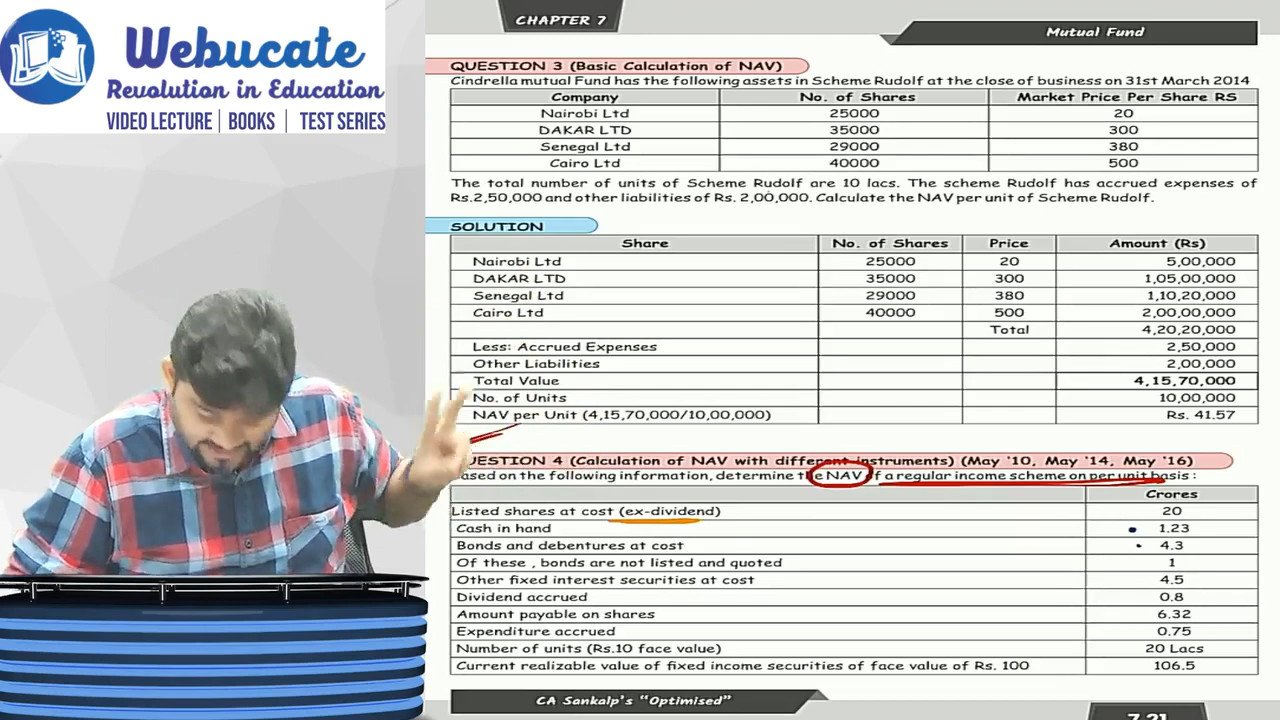 Webucate
Revolution in Education
VIDEO LECTURE | BOOKS | TEST SERIES
CHAPTER 7
Mutual Fund
QUESTION 3 (Basic Calculation of NAV)
Cindrella mutual Fund has the following assets in Scheme Rudolf at the close of business on 31st March 2014
Company No. of Shares Market Price Per Share RS
Nairobi Ltd 25000 20
DAKAR LTD 35000 300
Senegal Ltd 29000 380
Cairo Ltd 40000 500
The total number of units of Scheme Rudolf are 10 lacs. The scheme Rudolf has accrued expenses of
Rs.2,50,000 and other liabilities of Rs. 2,00,000. Calculate the NAV per unit of Scheme Rudolf.
SOLUTION
Share No. of Shares Price Amount (Rs)
Nairobi Ltd 25000 20 5,00,000
DAKAR LTD 35000 300 1,05,00,000
Senegal Ltd 29000 380 1,10,20,000
Cairo Ltd 40000 500 2,00,00,000
Total 4,20,20,000
Less: Accrued Expenses 2,50,000
Other Liabilities 2,00,000
Total Value 4,15,70,000
No. of Units 10,00,000
NAV per Unit (4,15,70,000/10,00,000) Rs. 41.57
UESTION 4 (Calculation of NAV with different instruments) (May '10, May '14, May '16)
ased on the following information, determine the NAV f a regular income scheme on per unit basis :
Crores
Listed shares at cost (ex-dividend) 20
Cash in hand 1.23
Bonds and debentures at cost 4.3
Of these , bonds are not listed and quoted 1
Other fixed interest securities at cost 4.5
Dividend accrued 0.8
Amount payable on shares 6.32
Expenditure accrued 0.75
Number of units (Rs.10 face value) 20 Lacs
Current realizable value of fixed income securities of face value of Rs. 100 106.5
CA Sankalp's "Optimised"
7.21